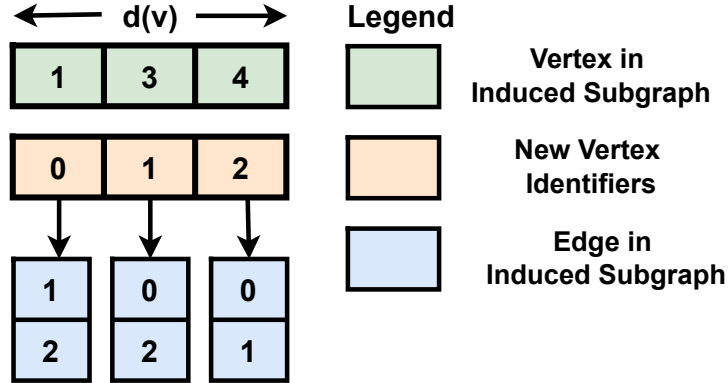 d(v)
Legend
1 3 4
Vertex in
Induced Subgraph
0 1 2
New Vertex
Identifiers
1 0 0
2 2 1
Edge in
Induced Subgraph